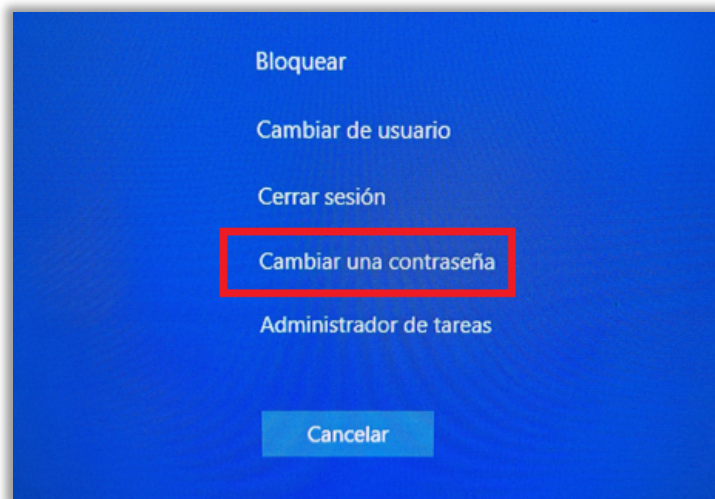 Bloquear
Cambiar de usuario
Cerrar sesión
Cambiar una contraseña
Administrador de tareas
Cancelar